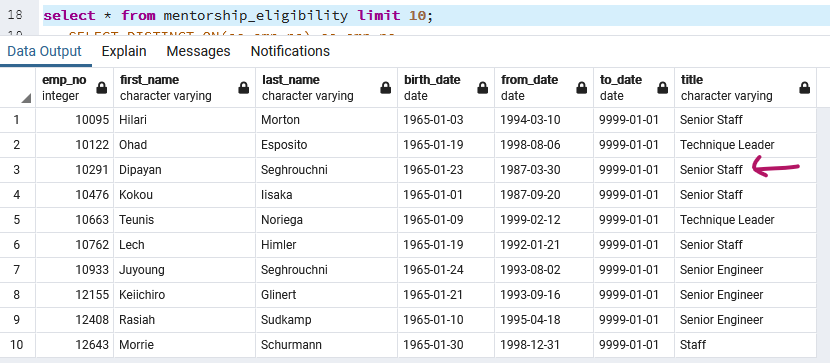 18 select * from mentorship_eligibility limit 10;
Data Output Explain Messages Notifications
emp_no first_name last_name birth_date from_date to_date title
integer character varying character varying date date date character varying
1 10095 Hilari Morton 1965-01-03 1994-03-10 9999-01-01 Senior Staff
2 10122 Ohad Esposito 1965-01-19 1998-08-06 9999-01-01 Technique Leader
3 10291 Dipayan Seghrouchni 1965-01-23 1987-03-30 9999-01-01 Senior Staff
4 10476 Kokou Iisaka 1965-01-01 1987-09-20 9999-01-01 Senior Staff
5 10663 Teunis Noriega 1965-01-09 1999-02-12 9999-01-01 Technique Leader
6 10762 Lech Himler 1965-01-19 1992-01-21 9999-01-01 Senior Staff
7 10933 Juyoung Seghrouchni 1965-01-24 1993-08-02 9999-01-01 Senior Engineer
8 12155 Keiichiro Glinert 1965-01-21 1993-09-16 9999-01-01 Senior Engineer
9 12408 Rasiah Sudkamp 1965-01-10 1995-04-18 9999-01-01 Senior Engineer
10 12643 Morrie Schurmann 1965-01-30 1998-12-31 9999-01-01 Staff